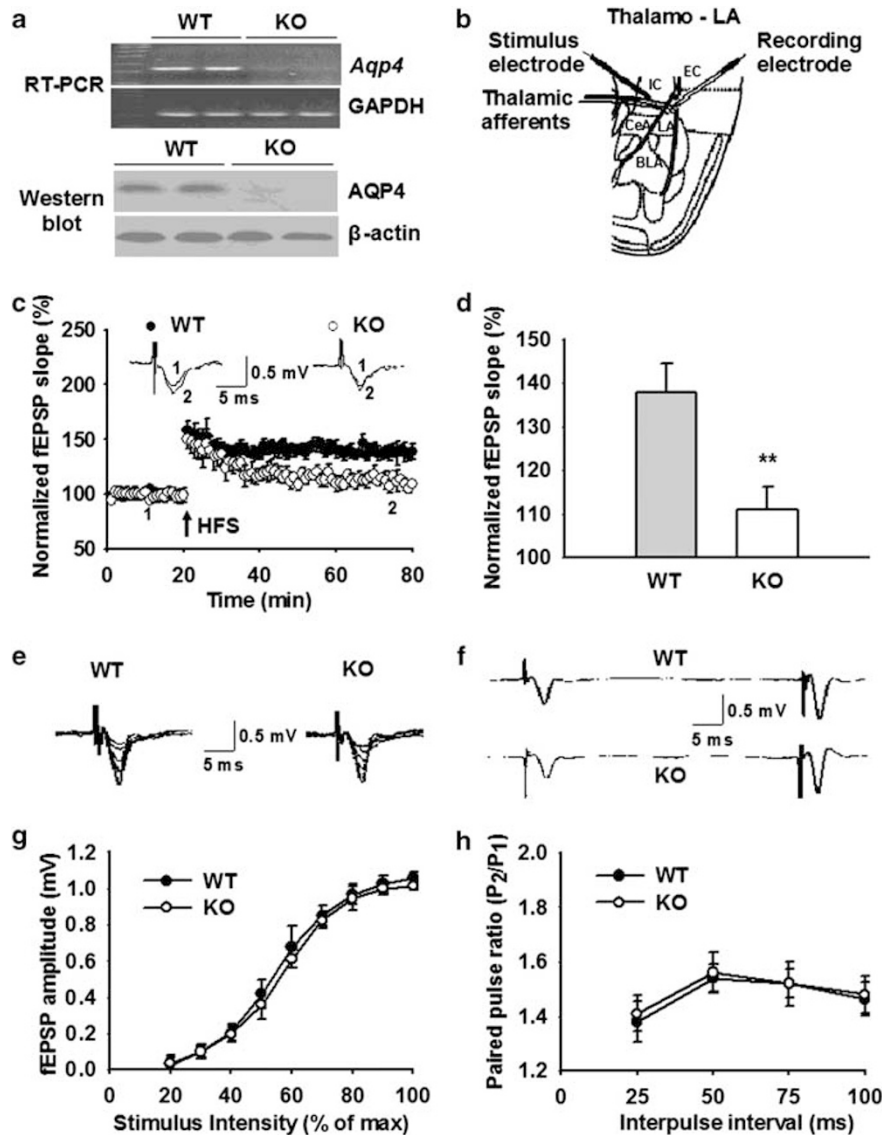 a
WT KO
RT-PCR
Aqp4
GAPDH
WT KO
Western blot
AQP4
β-actin
b
Thalamo - LA
Stimulus electrode
Recording electrode
Thalamic afferents
IC
EC
CeA
LA
BLA
c
Normalized fEPSP slope (%)
250
200
150
100
50
WT
KO
1
2
0.5 mV
5 ms
1
2
1
2
HFS
0 20 40 60 80
Time (min)
d
Normalized fEPSP slope (%)
150
140
130
120
110
100
**
WT KO
e
WT
KO
0.5 mV
5 ms
f
WT
0.5 mV
5 ms
KO
g
fEPSP amplitude (mV)
1.2
1.0
0.8
0.6
0.4
0.2
0.0
WT
KO
0 20 40 60 80 100
Stimulus Intensity (% of max)
h
Paired pulse ratio (P2/P1)
2.0
1.8
1.6
1.4
1.2
WT
KO
0 25 50 75 100
Interpulse interval (ms)